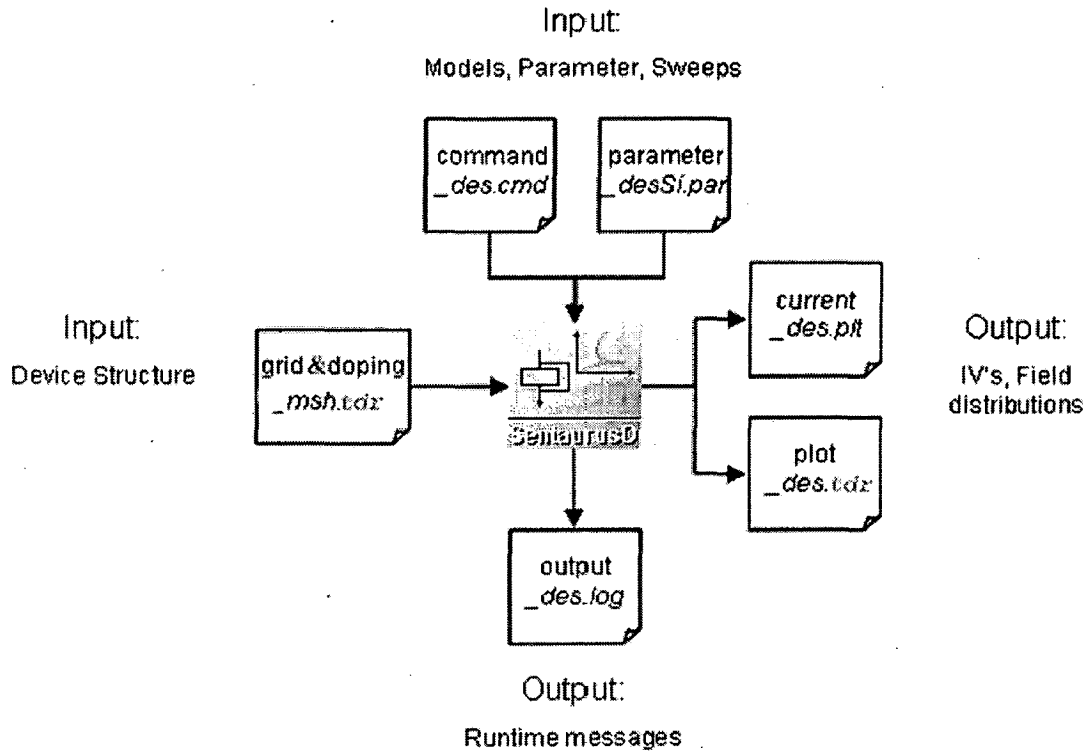 Input:
Models, Parameter, Sweeps
command
_des.cmd
parameter
_desSi.par
Input:
Device Structure
grid&doping
_msh.tdr
SentaurusD
current
_des.plt
plot
_des.tdr
Output:
IV's, Field
distributions
output
_des.log
Output:
Runtime messages